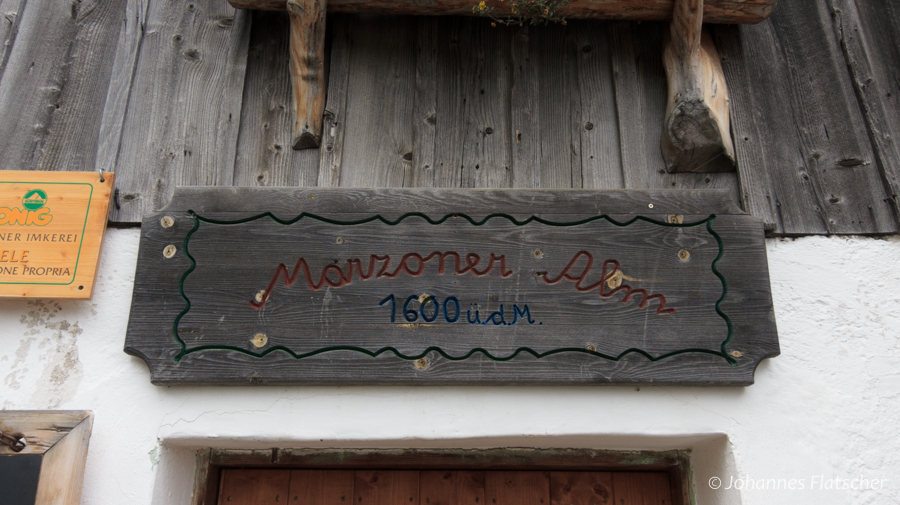 ONIG
NER IMKEREI
ELE
ONE PROPRIA
Marzoner Alm
1600 ü.d.M.
© Johannes Flatscher